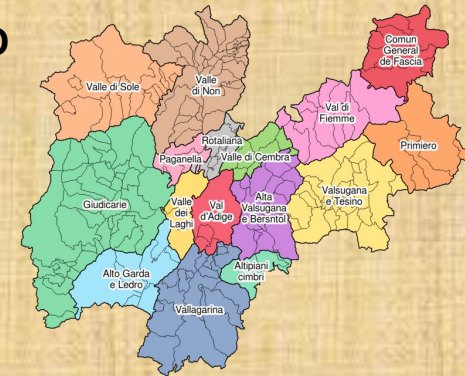 O
Comun
General
de Fascia
Valle di Sole
Valle
di Non
Val di
Fiemme
Rotaliana
Primiero
Paganella
Valle di Cembra
Giudicarie
Valle
dei
Laghi
Val
d'Adige
Alta
Valsugana
e Bersntol
Valsugana
e Tesino
Alto Garda
e Ledro
Altipiani
cimbri
Vallagarina